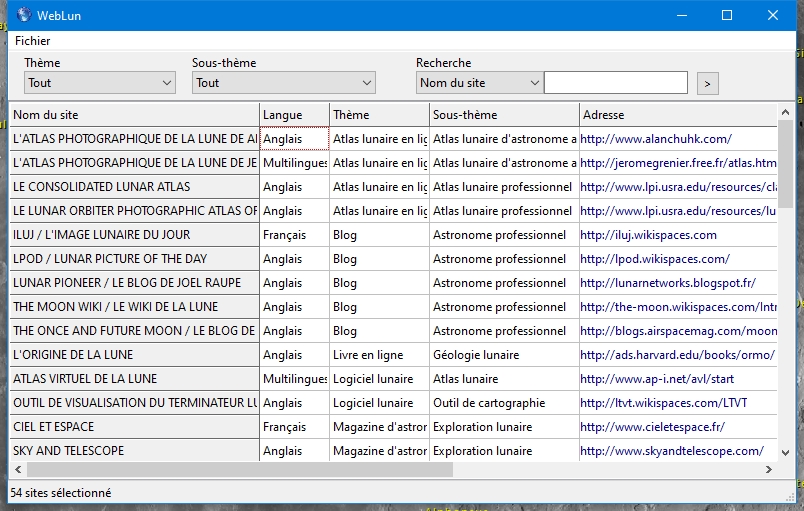 WebLun
Fichier
Thème Sous-thème Recherche
Tout Tout Nom du site >
Nom du site Langue Thème Sous-thème Adresse
L'ATLAS PHOTOGRAPHIQUE DE LA LUNE DE Anglais Atlas lunaire en Atlas lunaire d'astronome a http://www.alanchuhk.com/
L'ATLAS PHOTOGRAPHIQUE DE LA LUNE DE JE Multilingues Atlas lunaire en Atlas lunaire d'astronome a http://jeromegrenier.free.fr/atlas.htm
LE CONSOLIDATED LUNAR ATLAS Anglais Atlas lunaire en Atlas lunaire professionnel http://www.lpi.usra.edu/resources/cl
LE LUNAR ORBITER PHOTOGRAPHIC ATLAS OF Anglais Atlas lunaire en Atlas lunaire professionnel http://www.lpi.usra.edu/resources/lu
ILUJ / L'IMAGE LUNAIRE DU JOUR Français Blog Astronome professionnel http://iluj.wikispaces.com
LPOD / LUNAR PICTURE OF THE DAY Anglais Blog Astronome professionnel http://lpod.wikispaces.com/
LUNAR PIONEER / LE BLOG DE JOEL RAUPE Anglais Blog Astronome professionnel http://lunarnetworks.blogspot.fr/
THE MOON WIKI / LE WIKI DE LA LUNE Anglais Blog Astronome professionnel http://the-moon.wikispaces.com/Intr
THE ONCE AND FUTURE MOON / LE BLOG DE Anglais Blog Astronome professionnel http://blogs.airspacemag.com/moon
L'ORIGINE DE LA LUNE Anglais Livre en ligne Géologie lunaire http://ads.harvard.edu/books/ormo/
ATLAS VIRTUEL DE LA LUNE Multilingues Logiciel lunaire Atlas lunaire http://www.ap-i.net/avl/start
OUTIL DE VISUALISATION DU TERMINATEUR LU Anglais Logiciel lunaire Outil de cartographie http://ltvt.wikispaces.com/LTVT
CIEL ET ESPACE Français Magazine d'astron Exploration lunaire http://www.cieletespace.fr/
SKY AND TELESCOPE Anglais Magazine d'astron Exploration lunaire http://www.skyandtelescope.com/
54 sites sélectionné